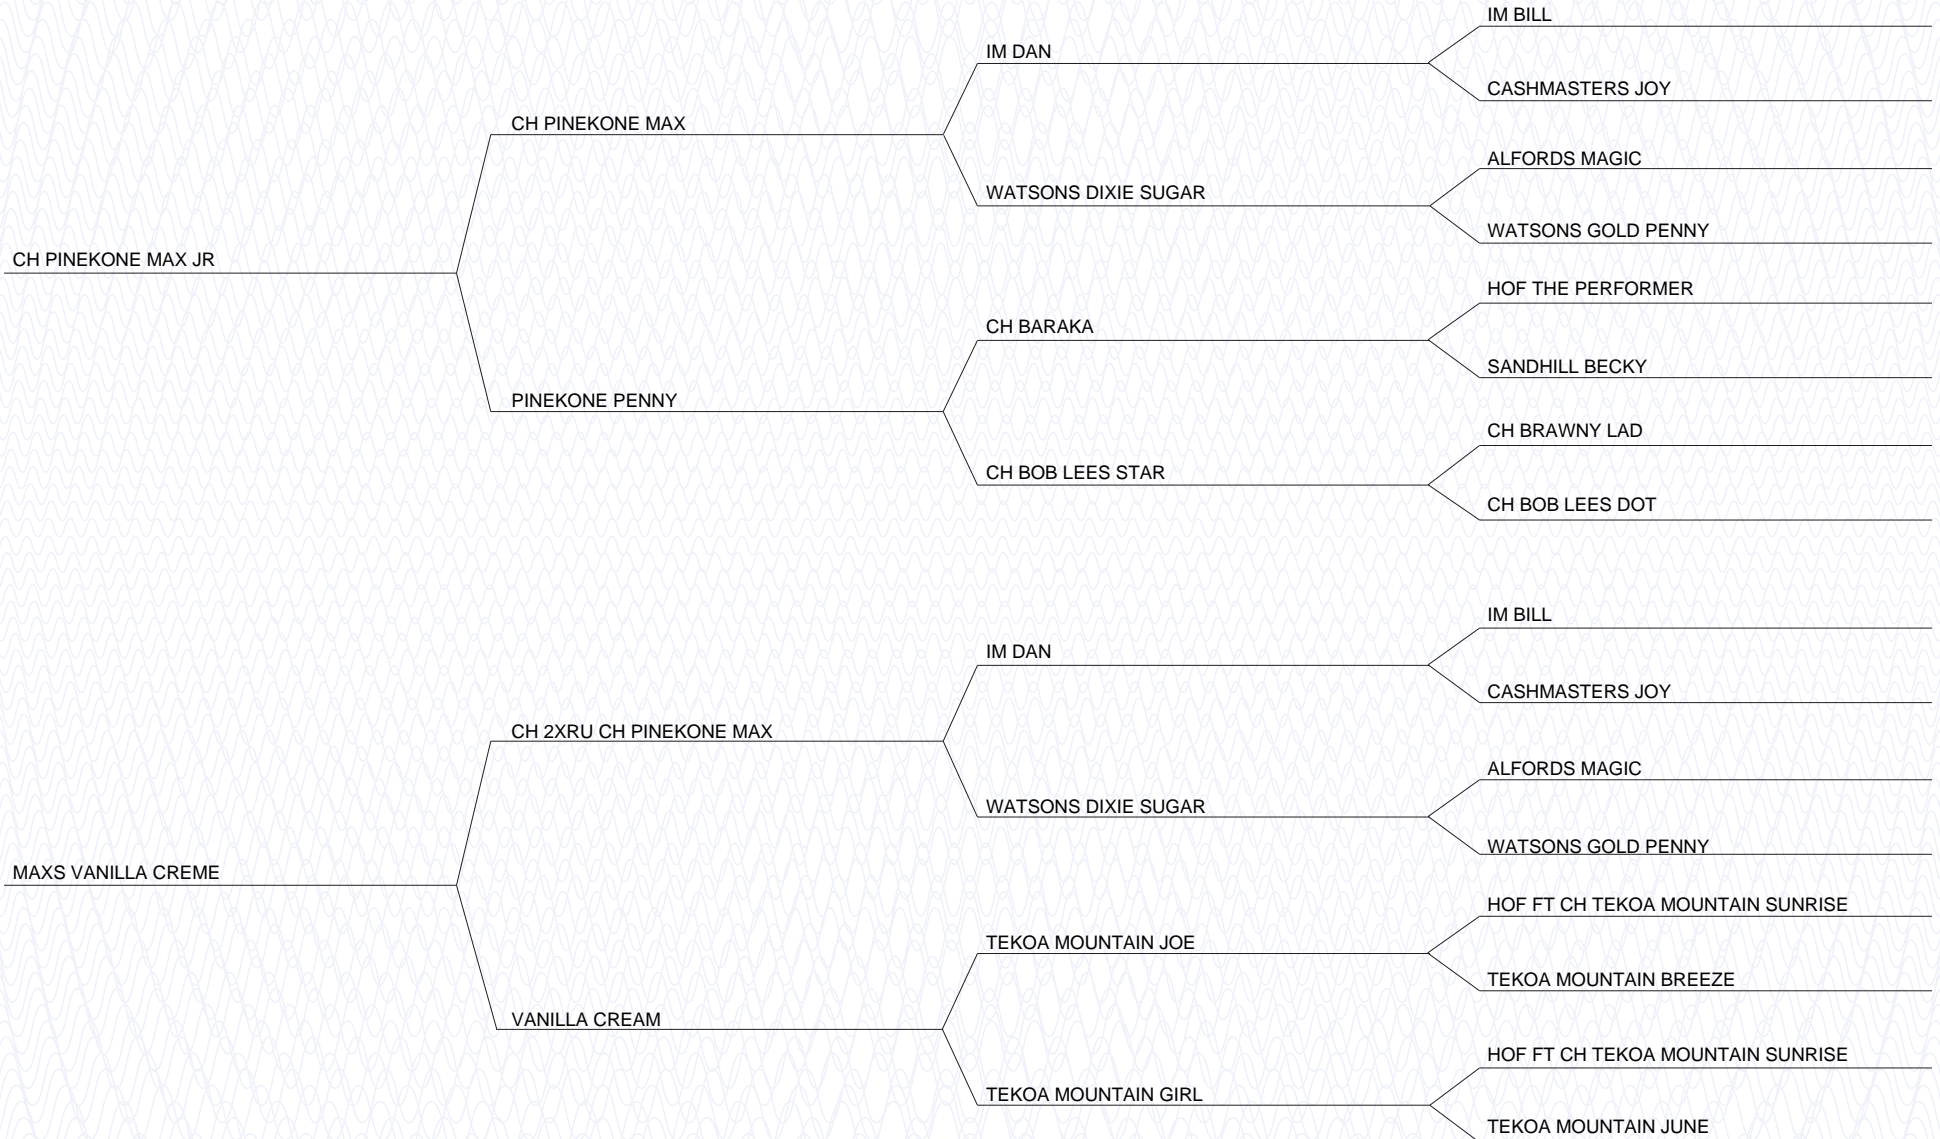 IM BILL
IM DAN
CASHMASTERS JOY
CH PINEKONE MAX
ALFORDS MAGIC
WATSONS DIXIE SUGAR
WATSONS GOLD PENNY
CH PINEKONE MAX JR
HOF THE PERFORMER
CH BARAKA
SANDHILL BECKY
PINEKONE PENNY
CH BRAWNY LAD
CH BOB LEES STAR
CH BOB LEES DOT
IM BILL
IM DAN
CASHMASTERS JOY
CH 2XRU CH PINEKONE MAX
ALFORDS MAGIC
WATSONS DIXIE SUGAR
WATSONS GOLD PENNY
MAXS VANILLA CREME
HOF FT CH TEKOA MOUNTAIN SUNRISE
TEKOA MOUNTAIN JOE
TEKOA MOUNTAIN BREEZE
VANILLA CREAM
HOF FT CH TEKOA MOUNTAIN SUNRISE
TEKOA MOUNTAIN GIRL
TEKOA MOUNTAIN JUNE